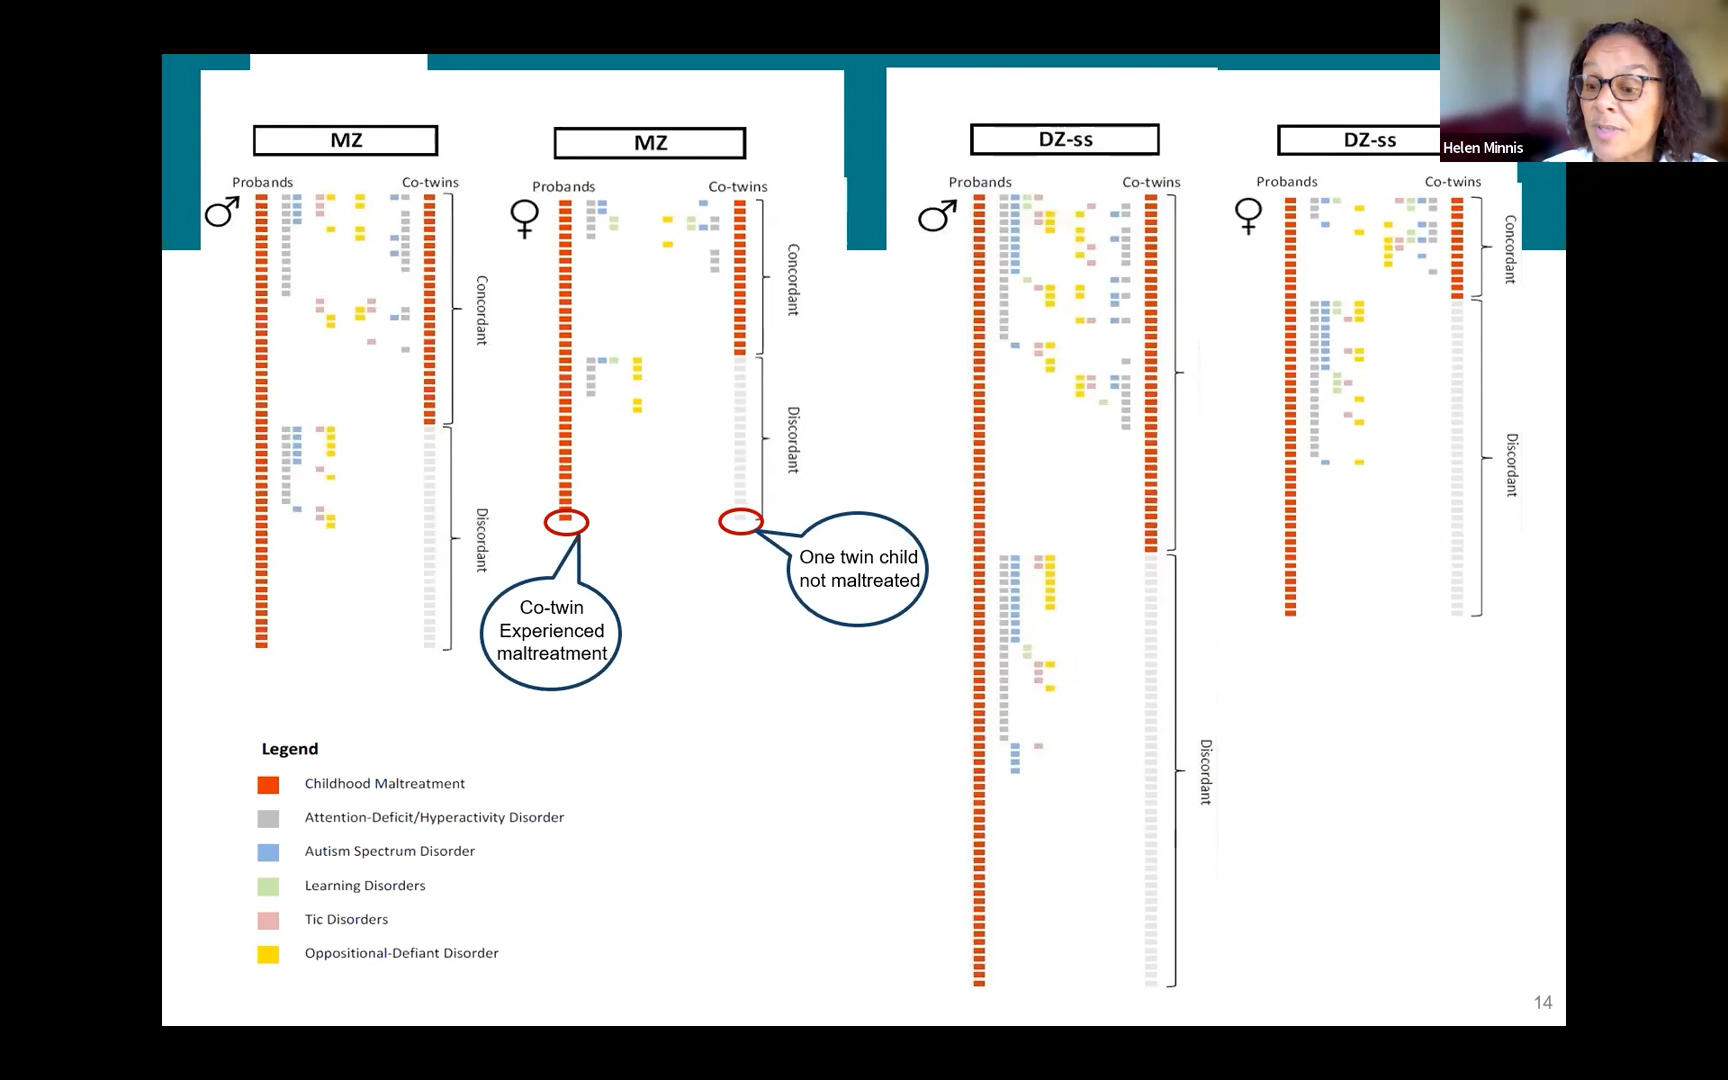 Helen Minnis
MZ
MZ
DZ-ss
DZ-ss
Probands
Co-twins
Probands
Co-twins
Probands
Co-twins
Probands
Co-twins
Concordant
Discordant
Concordant
Discordant
Discordant
Concordant
Discordant
Co-twin
Experienced
maltreatment
One twin child
not maltreated
Legend
Childhood Maltreatment
Attention-Deficit/Hyperactivity Disorder
Autism Spectrum Disorder
Learning Disorders
Tic Disorders
Oppositional-Defiant Disorder
14